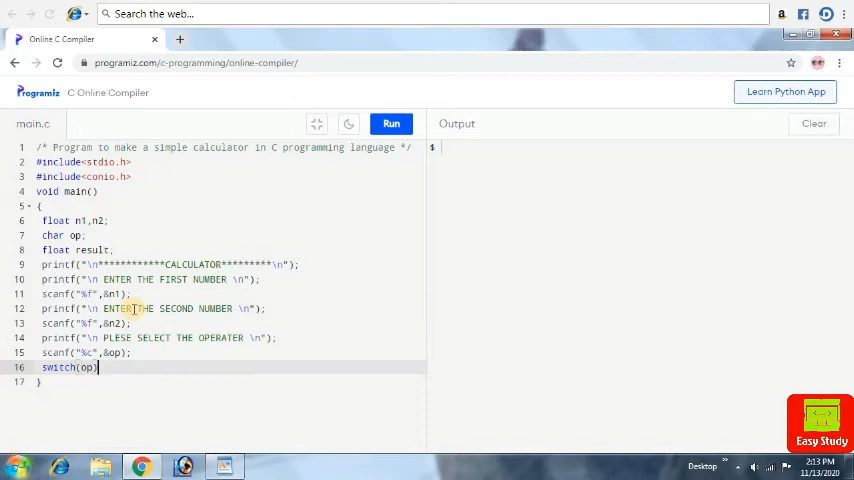 Search the web...
Online C Compiler
programiz.com/c-programming/online-compiler/
Programiz
C Online Compiler
Learn Python App
main.c
Run
Output
Clear
1 /* Program to make a simple calculator in C programming language */
2 #include<stdio.h>
3 #include<conio.h>
4 void main()
5 {
6 float n1,n2;
7 char op;
8 float result;
9 printf("\n************CALCULATOR*********\n");
10 printf("\n ENTER THE FIRST NUMBER \n");
11 scanf("%f",&n1);
12 printf("\n ENTER THE SECOND NUMBER \n");
13 scanf("%f",&n2);
14 printf("\n PLESE SELECT THE OPERATER \n");
15 scanf("%c",&op);
16 switch(op)
17 }
$
<···>
Easy Study
Desktop
2:13 PM
11/13/2020